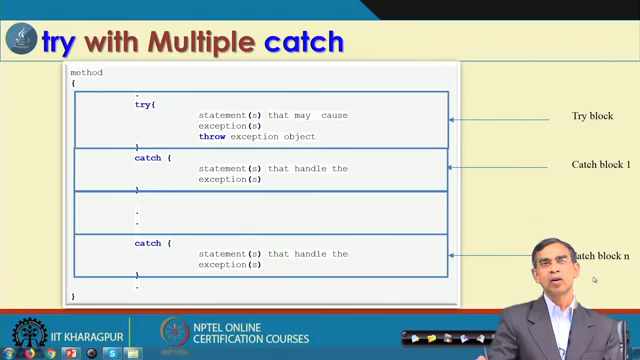 try with Multiple catch
method
{
.
try{
statement(s) that may cause
exception(s)
throw exception object
}
catch {
statement(s) that handle the
exception(s)
}
.
.
catch {
statement(s) that handle the
exception(s)
}
.
}
Try block
Catch block 1
Catch block n
IIT KHARAGPUR
NPTEL ONLINE
CERTIFICATION COURSES